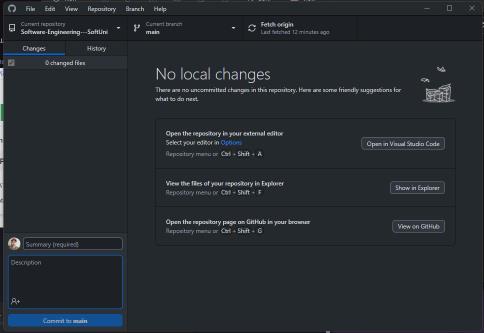 File Edit View Repository Branch Help
Current repository
Software-Engineering---SoftUni
Current branch
main
Fetch origin
Last fetched 12 minutes ago
Changes
History
0 changed files
No local changes
There are no uncommitted changes in this repository. Here are some friendly suggestions for
what to do next.
Open the repository in your external editor
Select your editor in Options
Repository menu or Ctrl + Shift + A
Open in Visual Studio Code
View the files of your repository in Explorer
Repository menu or Ctrl + Shift + F
Show in Explorer
Open the repository page on GitHub in your browser
Repository menu or Ctrl + Shift + G
View on GitHub
Summary (required)
Description
Commit to main